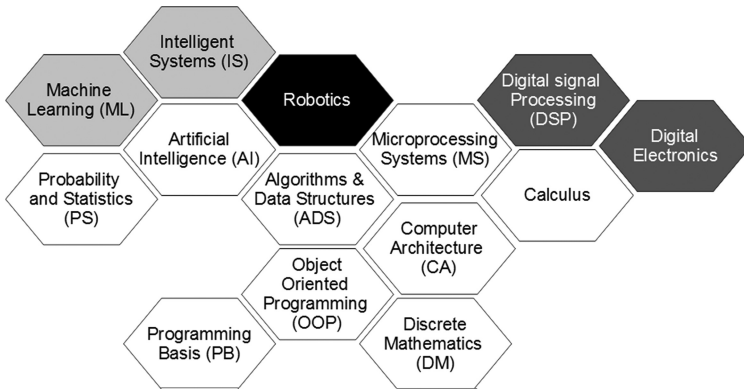 Intelligent
Systems (IS)
Machine
Learning (ML)
Robotics
Digital signal
Processing
(DSP)
Digital
Electronics
Artificial
Intelligence (AI)
Microprocessing
Systems (MS)
Probability
and Statistics
(PS)
Algorithms &
Data Structures
(ADS)
Calculus
Computer
Architecture
(CA)
Object
Oriented
Programming
(OOP)
Programming
Basis (PB)
Discrete
Mathematics
(DM)